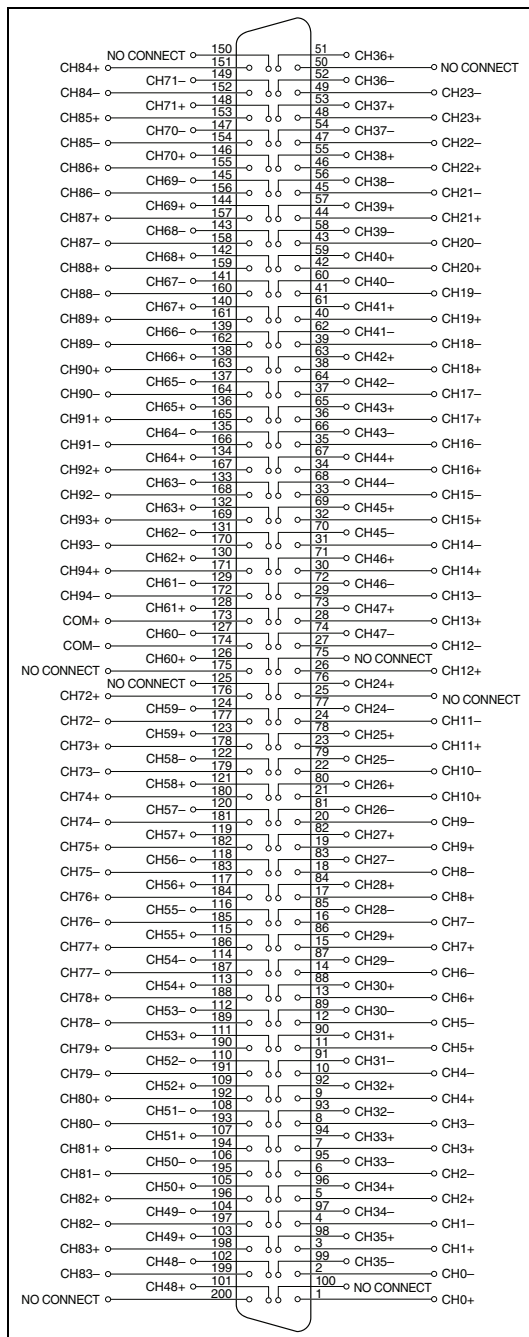 NO CONNECT 150 51 CH36+
CH84+ 151 50 NO CONNECT
CH71– 149 52 CH36–
CH84– 152 49 CH23–
CH71+ 148 53 CH37+
CH85+ 153 48 CH23+
CH70– 147 54 CH37–
CH85– 154 47 CH22–
CH70+ 146 55 CH38+
CH86+ 155 46 CH22+
CH69– 145 56 CH38–
CH86– 156 45 CH21–
CH69+ 144 57 CH39+
CH87+ 157 44 CH21+
CH68– 143 58 CH39–
CH87– 158 43 CH20–
CH68+ 142 59 CH40+
CH88+ 159 42 CH20+
CH67– 141 60 CH40–
CH88– 160 41 CH19–
CH67+ 140 61 CH41+
CH89+ 161 40 CH19+
CH66– 139 62 CH41–
CH89– 162 39 CH18–
CH66+ 138 63 CH42+
CH90+ 163 38 CH18+
CH65– 137 64 CH42–
CH90– 164 37 CH17–
CH65+ 136 65 CH43+
CH91+ 165 36 CH17+
CH64– 135 66 CH43–
CH91– 166 35 CH16–
CH64+ 134 67 CH44+
CH92+ 167 34 CH16+
CH63– 133 68 CH44–
CH92– 168 33 CH15–
CH63+ 132 69 CH45+
CH93+ 169 32 CH15+
CH62– 131 70 CH45–
CH93– 170 31 CH14–
CH62+ 130 71 CH46+
CH94+ 171 30 CH14+
CH61– 129 72 CH46–
CH94– 172 29 CH13–
CH61+ 128 73 CH47+
COM+ 173 28 CH13+
CH60– 127 74 CH47–
COM– 174 27 CH12–
CH60+ 126 75 NO CONNECT
NO CONNECT 175 26 CH12+
NO CONNECT 125 76 CH24+
CH72+ 176 25 NO CONNECT
CH59– 124 77 CH24–
CH72– 177 24 CH11–
CH59+ 123 78 CH25+
CH73+ 178 23 CH11+
CH58– 122 79 CH25–
CH73– 179 22 CH10–
CH58+ 121 80 CH26+
CH74+ 180 21 CH10+
CH57– 120 81 CH26–
CH74– 181 20 CH9–
CH57+ 119 82 CH27+
CH75+ 182 19 CH9+
CH56– 118 83 CH27–
CH75– 183 18 CH8–
CH56+ 117 84 CH28+
CH76+ 184 17 CH8+
CH55– 116 85 CH28–
CH76– 185 16 CH7–
CH55+ 115 86 CH29+
CH77+ 186 15 CH7+
CH54– 114 87 CH29–
CH77– 187 14 CH6–
CH54+ 113 88 CH30+
CH78+ 188 13 CH6+
CH53– 112 89 CH30–
CH78– 189 12 CH5–
CH53+ 111 90 CH31+
CH79+ 190 11 CH5+
CH52– 110 91 CH31–
CH79– 191 10 CH4–
CH52+ 109 92 CH32+
CH80+ 192 9 CH4+
CH51– 108 93 CH32–
CH80– 193 8 CH3–
CH51+ 107 94 CH33+
CH81+ 194 7 CH3+
CH50– 106 95 CH33–
CH81– 195 6 CH2–
CH50+ 105 96 CH34+
CH82+ 196 5 CH2+
CH49– 104 97 CH34–
CH82– 197 4 CH1–
CH49+ 103 98 CH35+
CH83+ 198 3 CH1+
CH48– 102 99 CH35–
CH83– 199 2 CH0–
CH48+ 101 100 NO CONNECT
NO CONNECT 200 1 CH0+